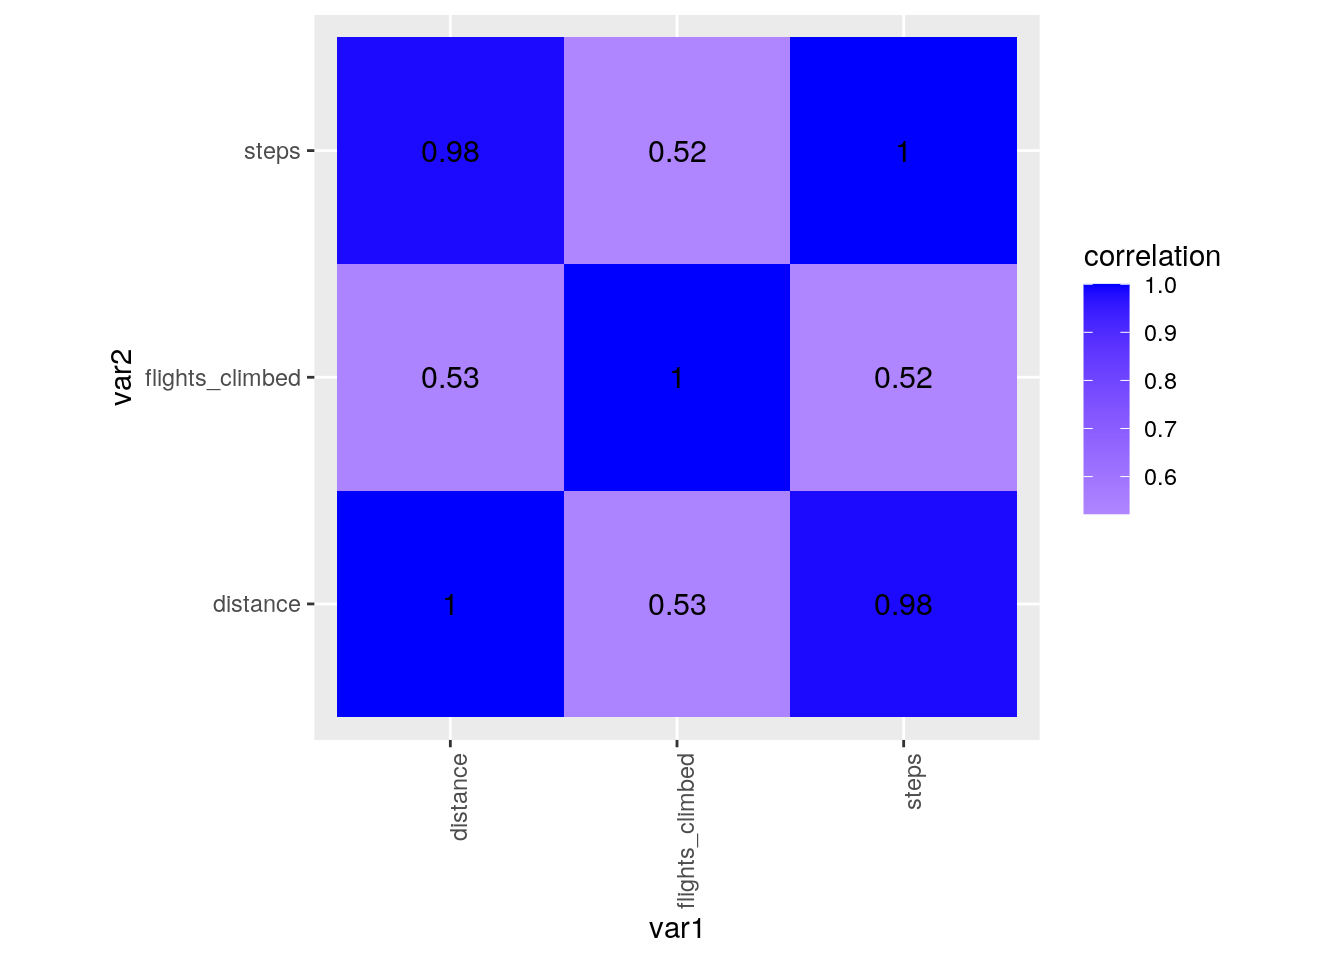 steps
0.98 0.52 1
var2
flights_climbed
0.53 1 0.52
distance
1 0.53 0.98
distance
flights_climbed
steps
var1
correlation
1.0
0.9
0.8
0.7
0.6